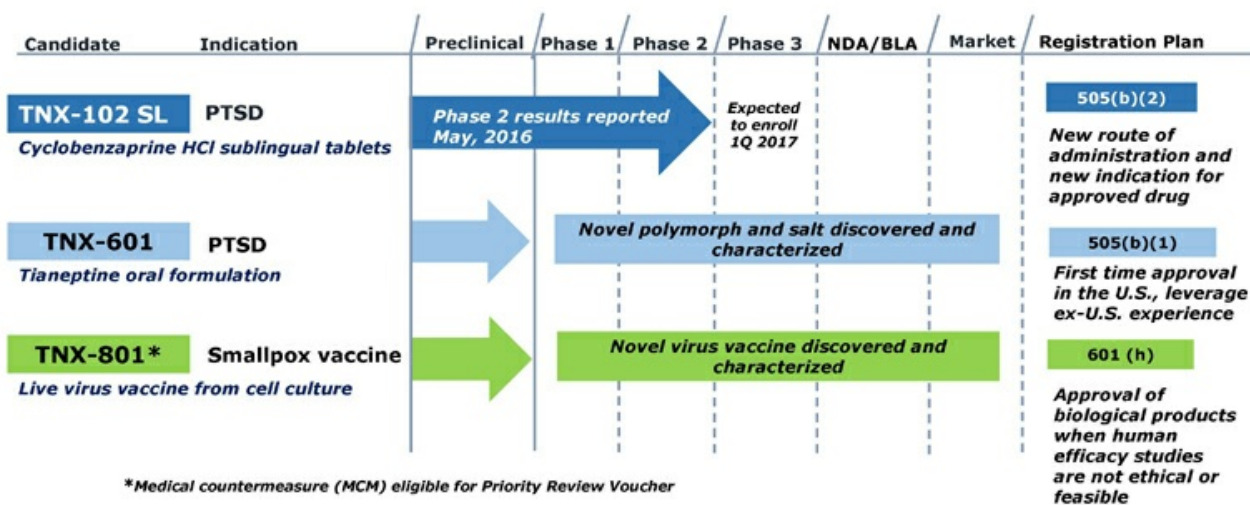 Candidate Indication Preclinical Phase 1 Phase 2 Phase 3 NDA/BLA Market Registration Plan
TNX-102 SL PTSD
Cyclobenzaprine HCl sublingual tablets
Phase 2 results reported
May, 2016
Expected
to enroll
1Q 2017
505(b)(2)
New route of
administration and
new indication for
approved drug
TNX-601 PTSD
Tianeptine oral formulation
Novel polymorph and salt discovered and
characterized
505(b)(1)
First time approval
in the U.S., leverage
ex-U.S. experience
TNX-801* Smallpox vaccine
Live virus vaccine from cell culture
Novel virus vaccine discovered and
characterized
601 (h)
Approval of
biological products
when human
efficacy studies
are not ethical or
feasible
*Medical countermeasure (MCM) eligible for Priority Review Voucher